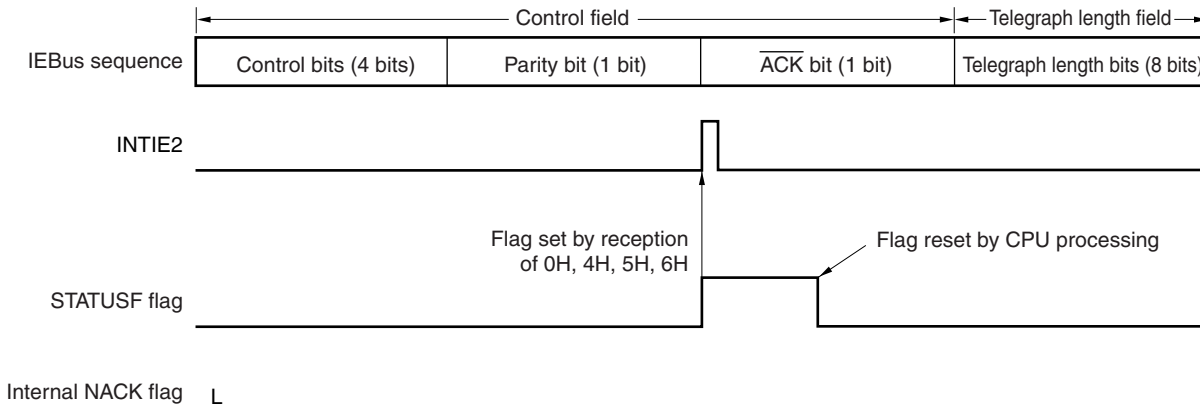 Control field
Telegraph length field
IEBus sequence
Control bits (4 bits)
Parity bit (1 bit)
ACK bit (1 bit)
Telegraph length bits (8 bits)
INTIE2
Flag set by reception
of 0H, 4H, 5H, 6H
Flag reset by CPU processing
STATUSF flag
Internal NACK flag
L